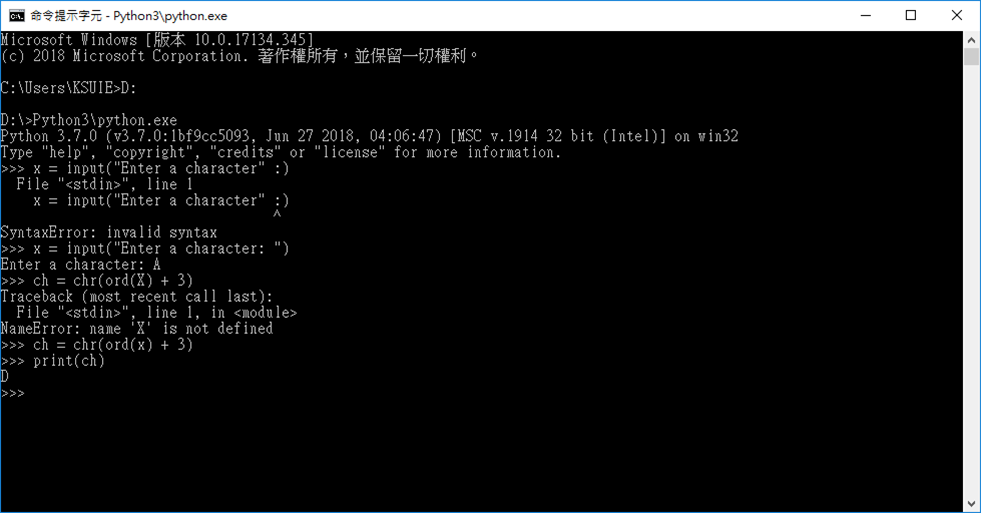 命令提示字元 - Python3\python.exe
Microsoft Windows [版本 10.0.17134.345]
(c) 2018 Microsoft Corporation. 著作權所有，並保留一切權利。
C:\Users\KSUIE>D:
D:\>Python3\python.exe
Python 3.7.0 (v3.7.0:1bf9cc5093, Jun 27 2018, 04:06:47) [MSC v.1914 32 bit (Intel)] on win32
Type "help", "copyright", "credits" or "license" for more information.
>>> x = input("Enter a character" :)
  File "<stdin>", line 1
    x = input("Enter a character" :)
                                  ^
SyntaxError: invalid syntax
>>> x = input("Enter a character: ")
Enter a character: A
>>> ch = chr(ord(X) + 3)
Traceback (most recent call last):
  File "<stdin>", line 1, in <module>
NameError: name 'X' is not defined
>>> ch = chr(ord(x) + 3)
>>> print(ch)
D
>>>